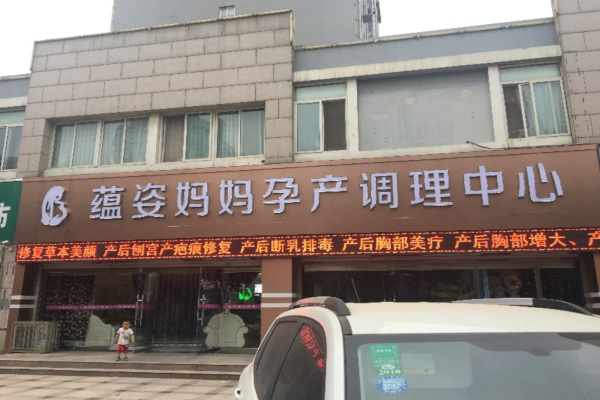 蕴姿妈妈孕产调理中心
修复草本美颜 产后刨宫产疤痕修复 产后断乳排毒 产后胸部美疗 产后胸部增大、产